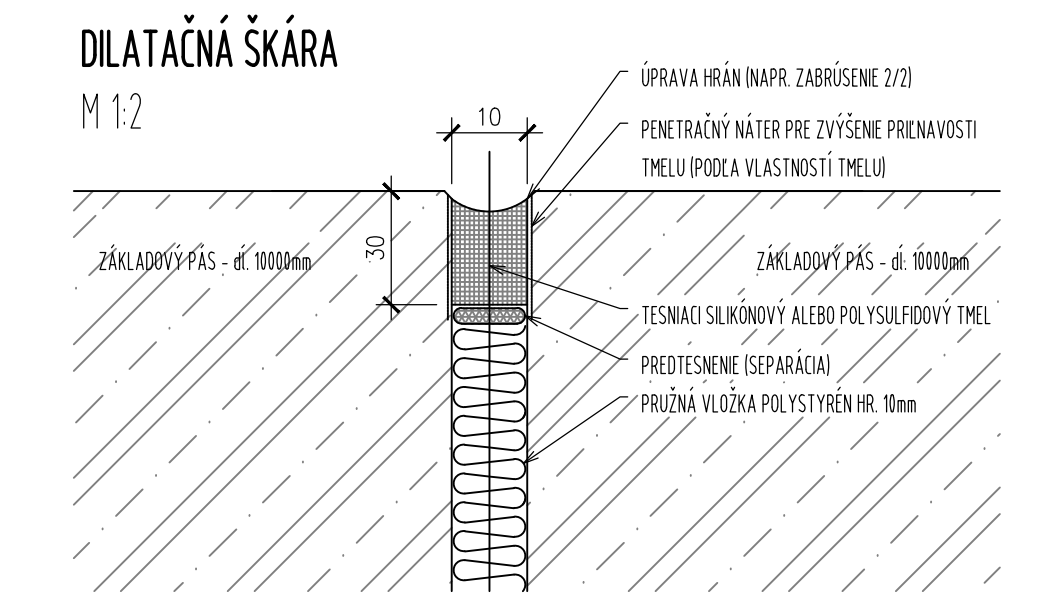 DILATAČNÁ ŠKÁRA
M 1:2
10
30
ÚPRAVA HRÁN (NAPR. ZABRÚSENIE 2/2)
PENETRAČNÝ NÁTER PRE ZVÝŠENIE PRIĽNAVOSTI
TMELU (PODĽA VLASTNOSTÍ TMELU)
ZÁKLADOVÝ PÁS - dĺ. 10000mm
ZÁKLADOVÝ PÁS - dĺ. 10000mm
TESNIACI SILIKÓNOVÝ ALEBO POLYSULFIDOVÝ TMEL
PREDTESNENIE (SEPARÁCIA)
PRUŽNÁ VLOŽKA POLYSTYRÉN HR. 10mm